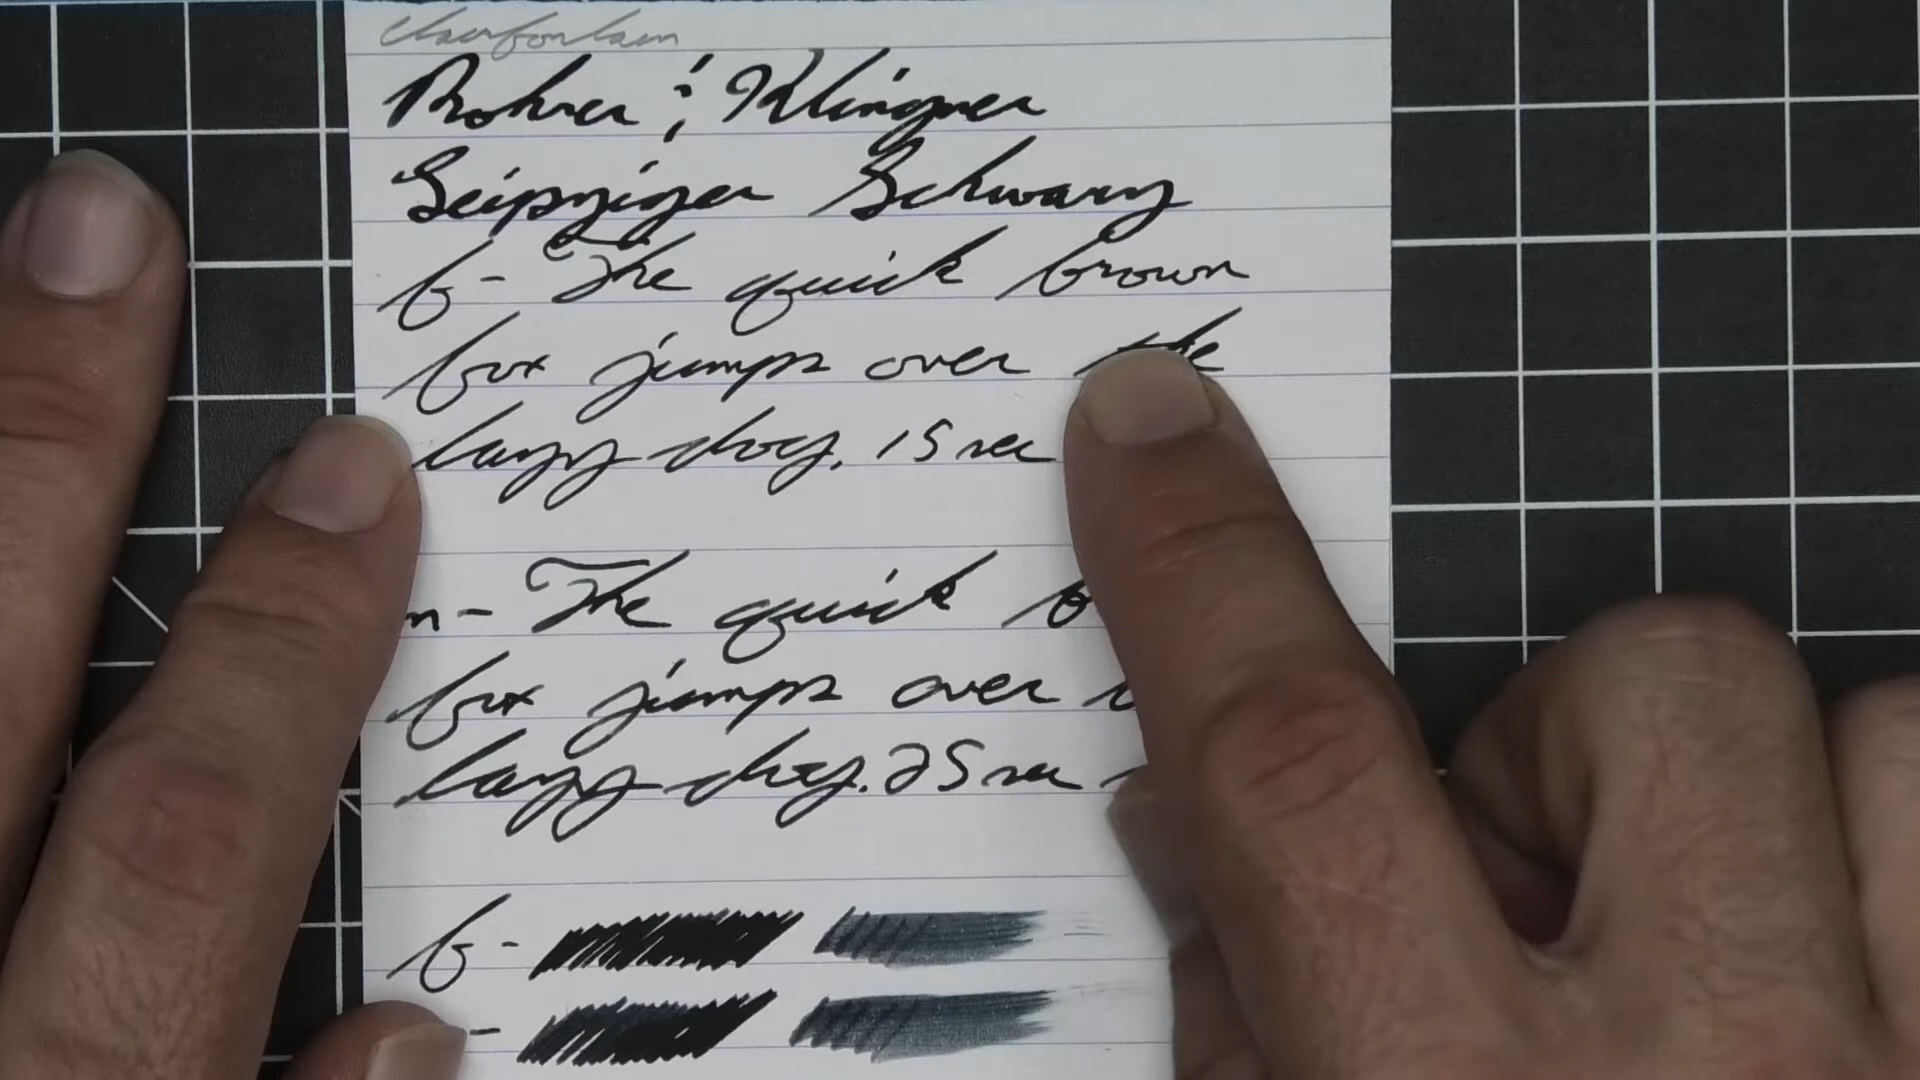 Clairfontain
Rohrer & Klingner
Leipziger Schwarz
f- The quick brown
fox jumps over the
lazy dog. 15 sec
m- The quick b
fox jumps over
lazy dog. 25 sec
f-
-